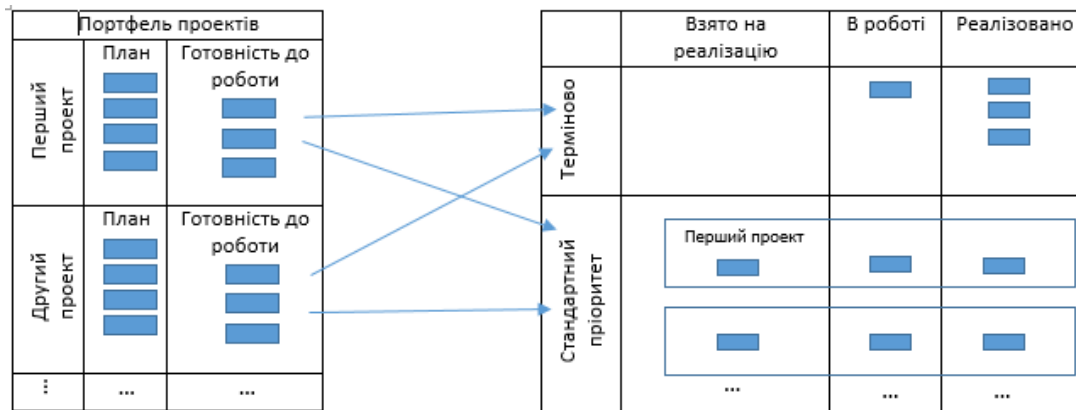 Портфель проектів
План
Готовність до
роботи
Перший
проект
План
Готовність до
роботи
Другий
проект
...
...
...
Взято на
реалізацію
В роботі
Реалізовано
Терміново
Стандартний
пріоритет
Перший проект
...
...
...